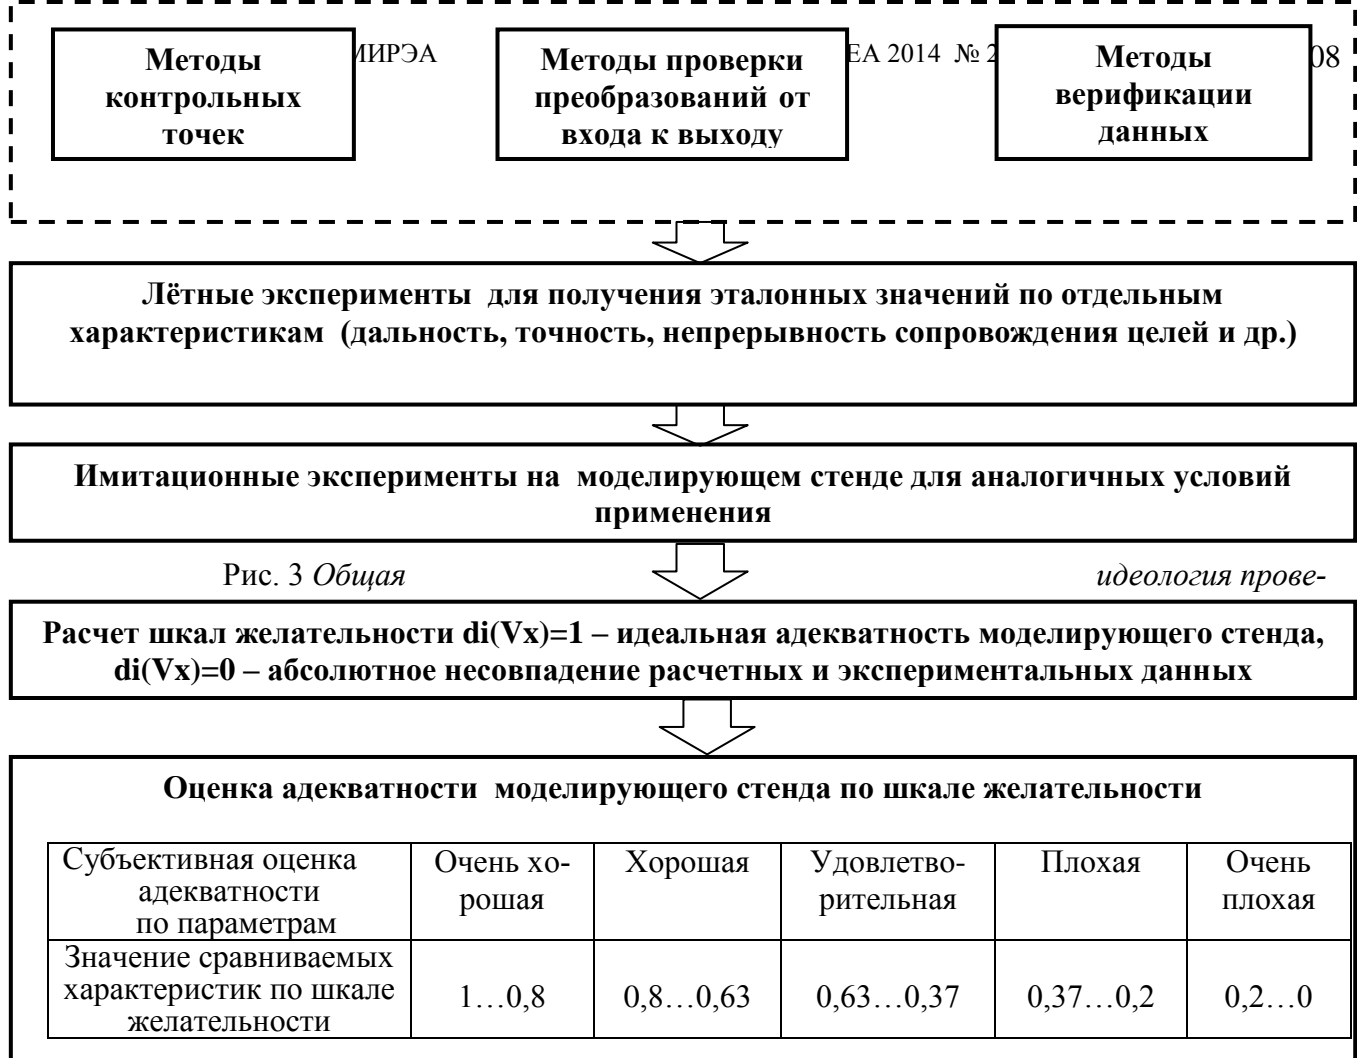 Методы
контрольных
точек
ИИРЭА
Методы проверки
преобразований от
входа к выходу
ЕА 2014 № 2
Методы
верификации
данных
08
Лётные эксперименты для получения эталонных значений по отдельным
характеристикам (дальность, точность, непрерывность сопровождения целей и др.)
Имитационные эксперименты на моделирующем стенде для аналогичных условий
применения
Рис. 3 Общая идеология прове-
Расчет шкал желательности di(Vx)=1 – идеальная адекватность моделирующего стенда,
di(Vx)=0 – абсолютное несовпадение расчетных и экспериментальных данных
Оценка адекватности моделирующего стенда по шкале желательности
Субъективная оценка
адекватности
по параметрам
Очень хо-
рошая
Хорошая
Удовлетво-
рительная
Плохая
Очень
плохая
Значение сравниваемых
характеристик по шкале
желательности
1…0,8
0,8…0,63
0,63…0,37
0,37…0,2
0,2…0